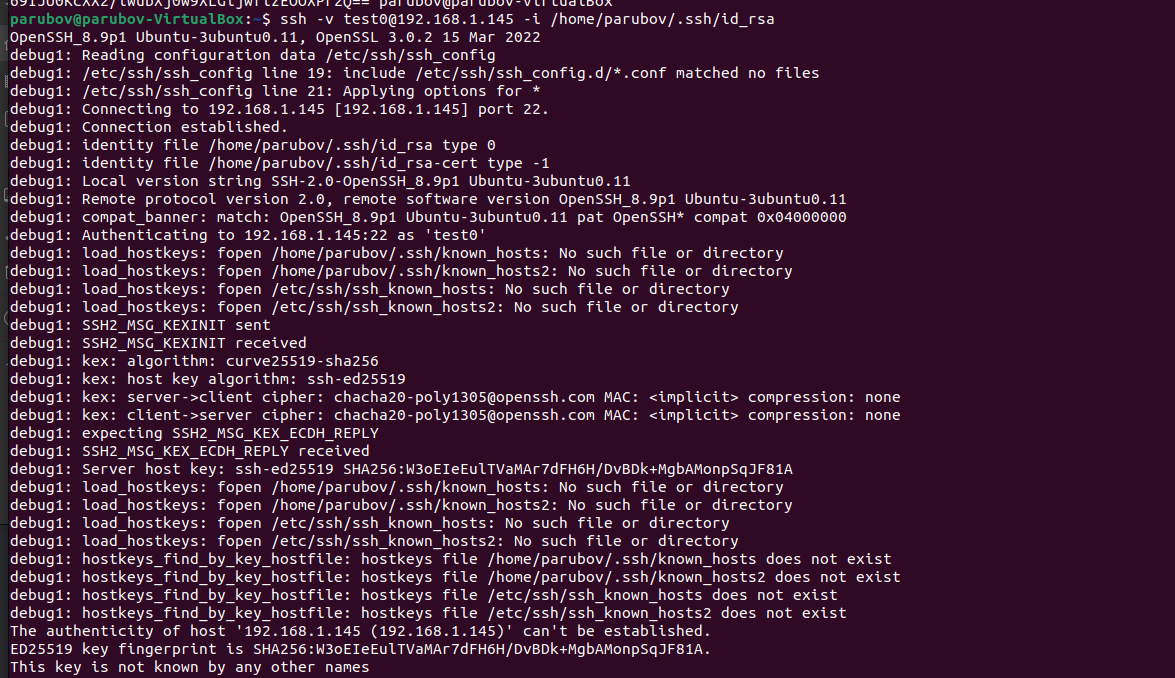 parubov@parubov-VirtualBox:~$ ssh -v test0@192.168.1.145 -i /home/parubov/.ssh/id_rsa
OpenSSH_8.9p1 Ubuntu-3ubuntu0.11, OpenSSL 3.0.2 15 Mar 2022
debug1: Reading configuration data /etc/ssh/ssh_config
debug1: /etc/ssh/ssh_config line 19: include /etc/ssh/ssh_config.d/*.conf matched no files
debug1: /etc/ssh/ssh_config line 21: Applying options for *
debug1: Connecting to 192.168.1.145 [192.168.1.145] port 22.
debug1: Connection established.
debug1: identity file /home/parubov/.ssh/id_rsa type 0
debug1: identity file /home/parubov/.ssh/id_rsa-cert type -1
debug1: Local version string SSH-2.0-OpenSSH_8.9p1 Ubuntu-3ubuntu0.11
debug1: Remote protocol version 2.0, remote software version OpenSSH_8.9p1 Ubuntu-3ubuntu0.11
debug1: compat_banner: match: OpenSSH_8.9p1 Ubuntu-3ubuntu0.11 pat OpenSSH* compat 0x04000000
debug1: Authenticating to 192.168.1.145:22 as 'test0'
debug1: load_hostkeys: fopen /home/parubov/.ssh/known_hosts: No such file or directory
debug1: load_hostkeys: fopen /home/parubov/.ssh/known_hosts2: No such file or directory
debug1: load_hostkeys: fopen /etc/ssh/ssh_known_hosts: No such file or directory
debug1: load_hostkeys: fopen /etc/ssh/ssh_known_hosts2: No such file or directory
debug1: SSH2_MSG_KEXINIT sent
debug1: SSH2_MSG_KEXINIT received
debug1: kex: algorithm: curve25519-sha256
debug1: kex: host key algorithm: ssh-ed25519
debug1: kex: server->client cipher: chacha20-poly1305@openssh.com MAC: <implicit> compression: none
debug1: kex: client->server cipher: chacha20-poly1305@openssh.com MAC: <implicit> compression: none
debug1: expecting SSH2_MSG_KEX_ECDH_REPLY
debug1: SSH2_MSG_KEX_ECDH_REPLY received
debug1: Server host key: ssh-ed25519 SHA256:W3oEIeEulTVaMAr7dFH6H/DvBDk+MgbAMonpSqJF81A
debug1: load_hostkeys: fopen /home/parubov/.ssh/known_hosts: No such file or directory
debug1: load_hostkeys: fopen /home/parubov/.ssh/known_hosts2: No such file or directory
debug1: load_hostkeys: fopen /etc/ssh/ssh_known_hosts: No such file or directory
debug1: load_hostkeys: fopen /etc/ssh/ssh_known_hosts2: No such file or directory
debug1: hostkeys_find_by_key_hostfile: hostkeys file /home/parubov/.ssh/known_hosts does not exist
debug1: hostkeys_find_by_key_hostfile: hostkeys file /home/parubov/.ssh/known_hosts2 does not exist
debug1: hostkeys_find_by_key_hostfile: hostkeys file /etc/ssh/ssh_known_hosts does not exist
debug1: hostkeys_find_by_key_hostfile: hostkeys file /etc/ssh/ssh_known_hosts2 does not exist
The authenticity of host '192.168.1.145 (192.168.1.145)' can't be established.
ED25519 key fingerprint is SHA256:W3oEIeEulTVaMAr7dFH6H/DvBDk+MgbAMonpSqJF81A.
This key is not known by any other names